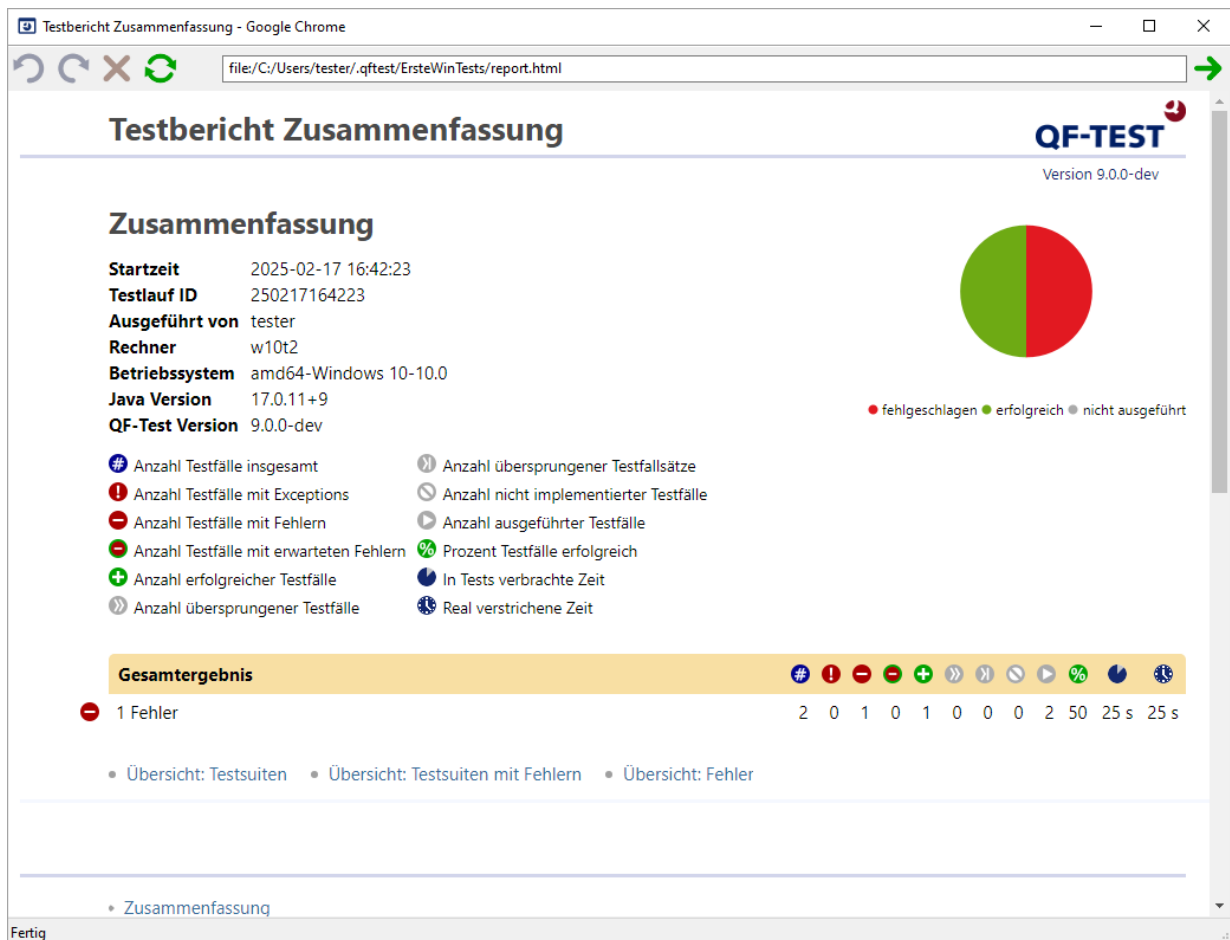 Testbericht Zusammenfassung - Google Chrome
file:/C:/Users/tester/.qftest/ErsteWinTests/report.html
Testbericht Zusammenfassung
QF-TEST
Version 9.0.0-dev
Zusammenfassung
Startzeit 2025-02-17 16:42:23
Testlauf ID 250217164223
Ausgeführt von tester
Rechner w10t2
Betriebssystem amd64-Windows 10-10.0
Java Version 17.0.11+9
QF-Test Version 9.0.0-dev
fehlgeschlagen erfolgreich nicht ausgeführt
# Anzahl Testfälle insgesamt Anzahl übersprungener Testfallsätze
! Anzahl Testfälle mit Exceptions Anzahl nicht implementierter Testfälle
Anzahl Testfälle mit Fehlern Anzahl ausgeführter Testfälle
Anzahl Testfälle mit erwarteten Fehlern % Prozent Testfälle erfolgreich
Anzahl erfolgreicher Testfälle In Tests verbrachte Zeit
Anzahl übersprungener Testfälle Real verstrichene Zeit
Gesamtergebnis # ! %
1 Fehler 2 0 1 0 1 0 0 0 2 50 25 s 25 s
Übersicht: Testsuiten Übersicht: Testsuiten mit Fehlern Übersicht: Fehler
Zusammenfassung
Fertig